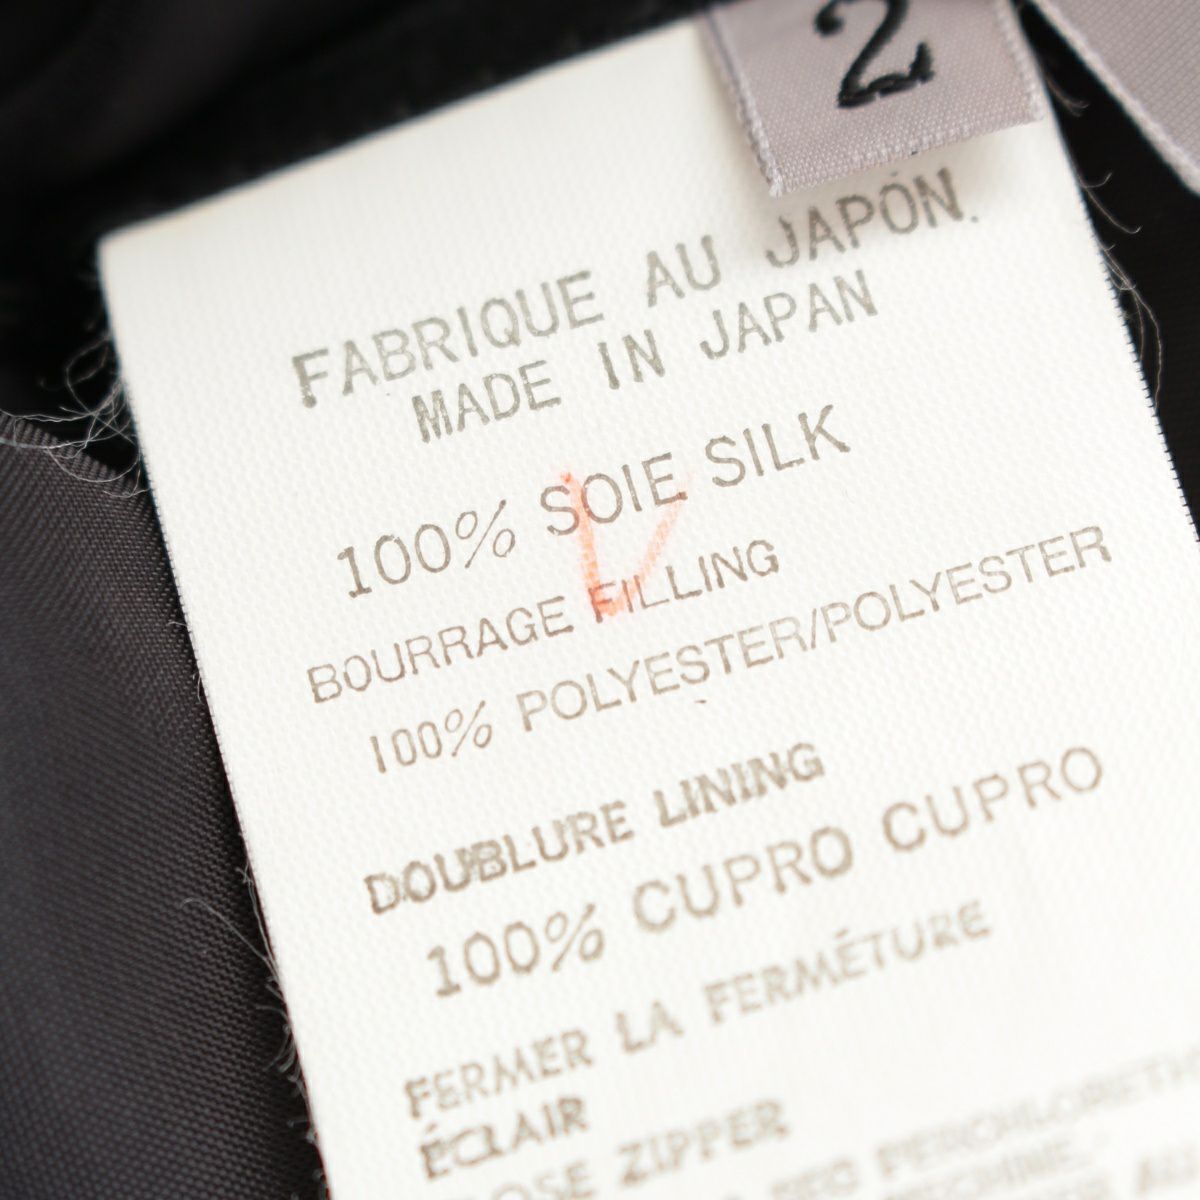 2
FABRIQUE AU JAPON.
MADE IN JAPAN
100% SOIE SILK
BOURRAGE FILLING
100% POLYESTER/POLYESTER
DOUBLURE LINING
100% CUPRO CUPRO
FERMER LA FERMÉTURE
ÉCLAIR
ZIPPER